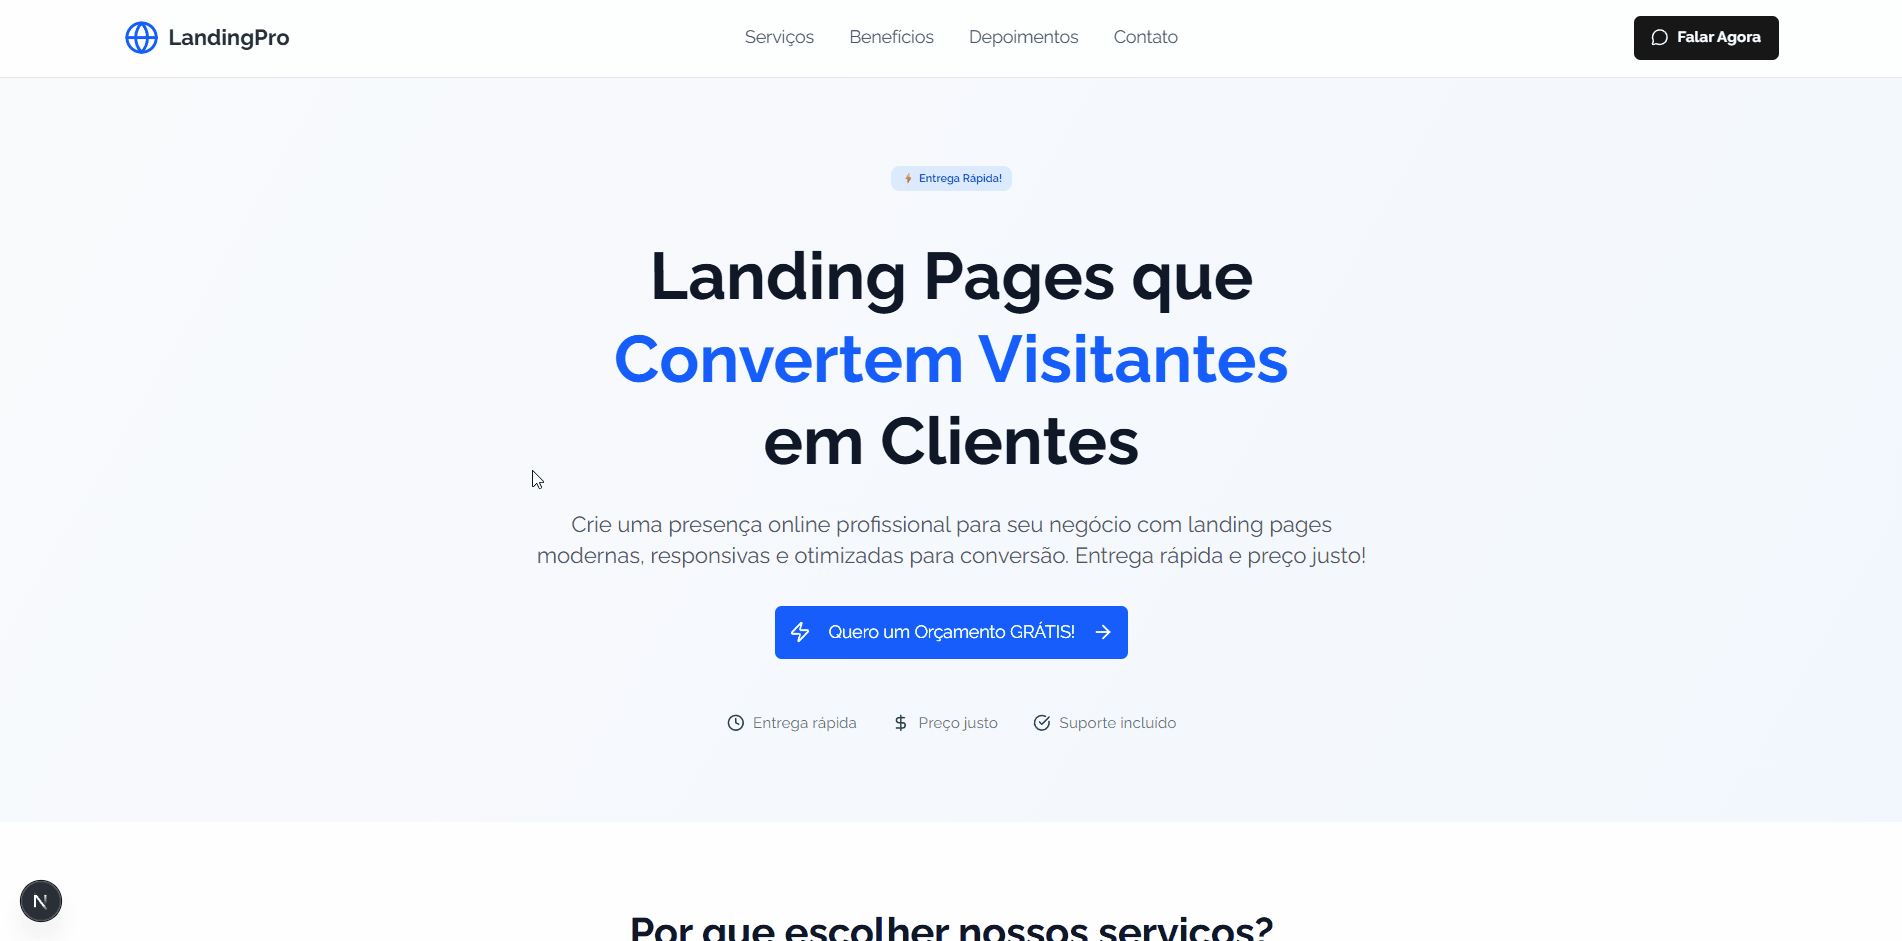 LandingPro
Serviços
Benefícios
Depoimentos
Contato
Falar Agora
Entrega Rápida!
Landing Pages que
Convertem Visitantes
em Clientes
Crie uma presença online profissional para seu negócio com landing pages
modernas, responsivas e otimizadas para conversão. Entrega rápida e preço justo!
Quero um Orçamento GRÁTIS!
Entrega rápida
Preço justo
Suporte incluído
N
Por que escolher nossos serviços?